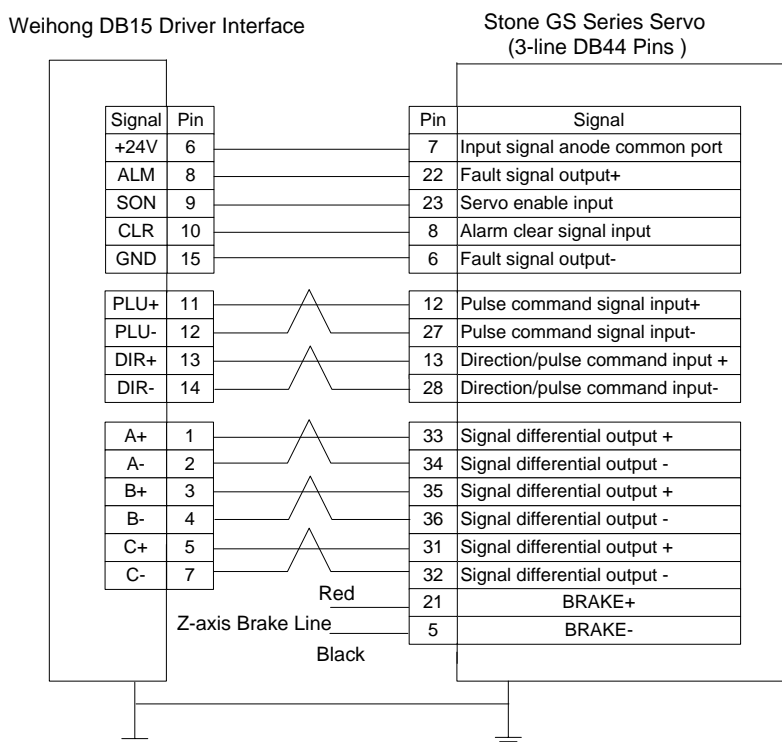 Weihong DB15 Driver Interface
Stone GS Series Servo
(3-line DB44 Pins )
Signal Pin Pin Signal
+24V 6 7 Input signal anode common port
ALM 8 22 Fault signal output+
SON 9 23 Servo enable input
CLR 10 8 Alarm clear signal input
GND 15 6 Fault signal output-
PLU+ 11 12 Pulse command signal input+
PLU- 12 27 Pulse command signal input-
DIR+ 13 13 Direction/pulse command input +
DIR- 14 28 Direction/pulse command input-
A+ 1 33 Signal differential output +
A- 2 34 Signal differential output -
B+ 3 35 Signal differential output +
B- 4 36 Signal differential output -
C+ 5 31 Signal differential output +
C- 7 32 Signal differential output -
Red 21 BRAKE+
Z-axis Brake Line 5 BRAKE-
Black